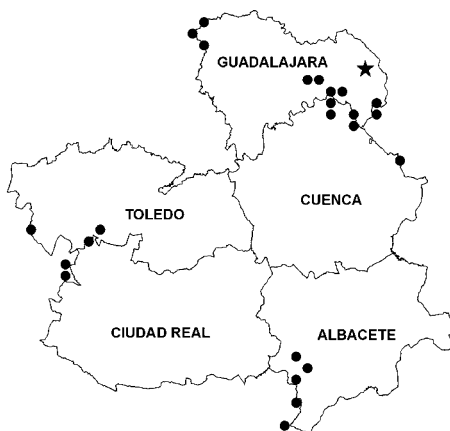 GUADALAJARA
CUENCA
TOLEDO
CIUDAD REAL
ALBACETE